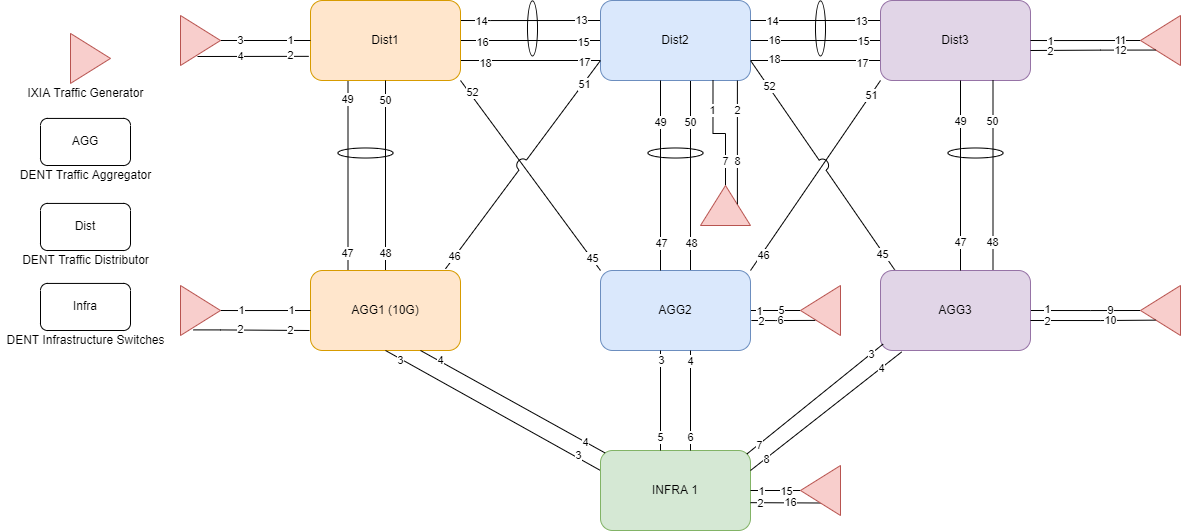 14 13 14 13
Dist1 Dist2 Dist3
3 1 16 15 16 15 1 11
4 2 18 17 18 17 2 12
IXIA Traffic Generator
52 51 52 51
49 50 49 50 1 2 49 50
AGG
DENT Traffic Aggregator
7 8
Dist
DENT Traffic Distributor
47 48 46 45 47 48 46 45 47 48
Infra
DENT Infrastructure Switches
1 1 AGG1 (10G) AGG2 1 5 AGG3 1 9
2 2 2 6 2 10
3 4 3 4 3 4
4 3 5 6 7 8
INFRA 1
1 15
2 16